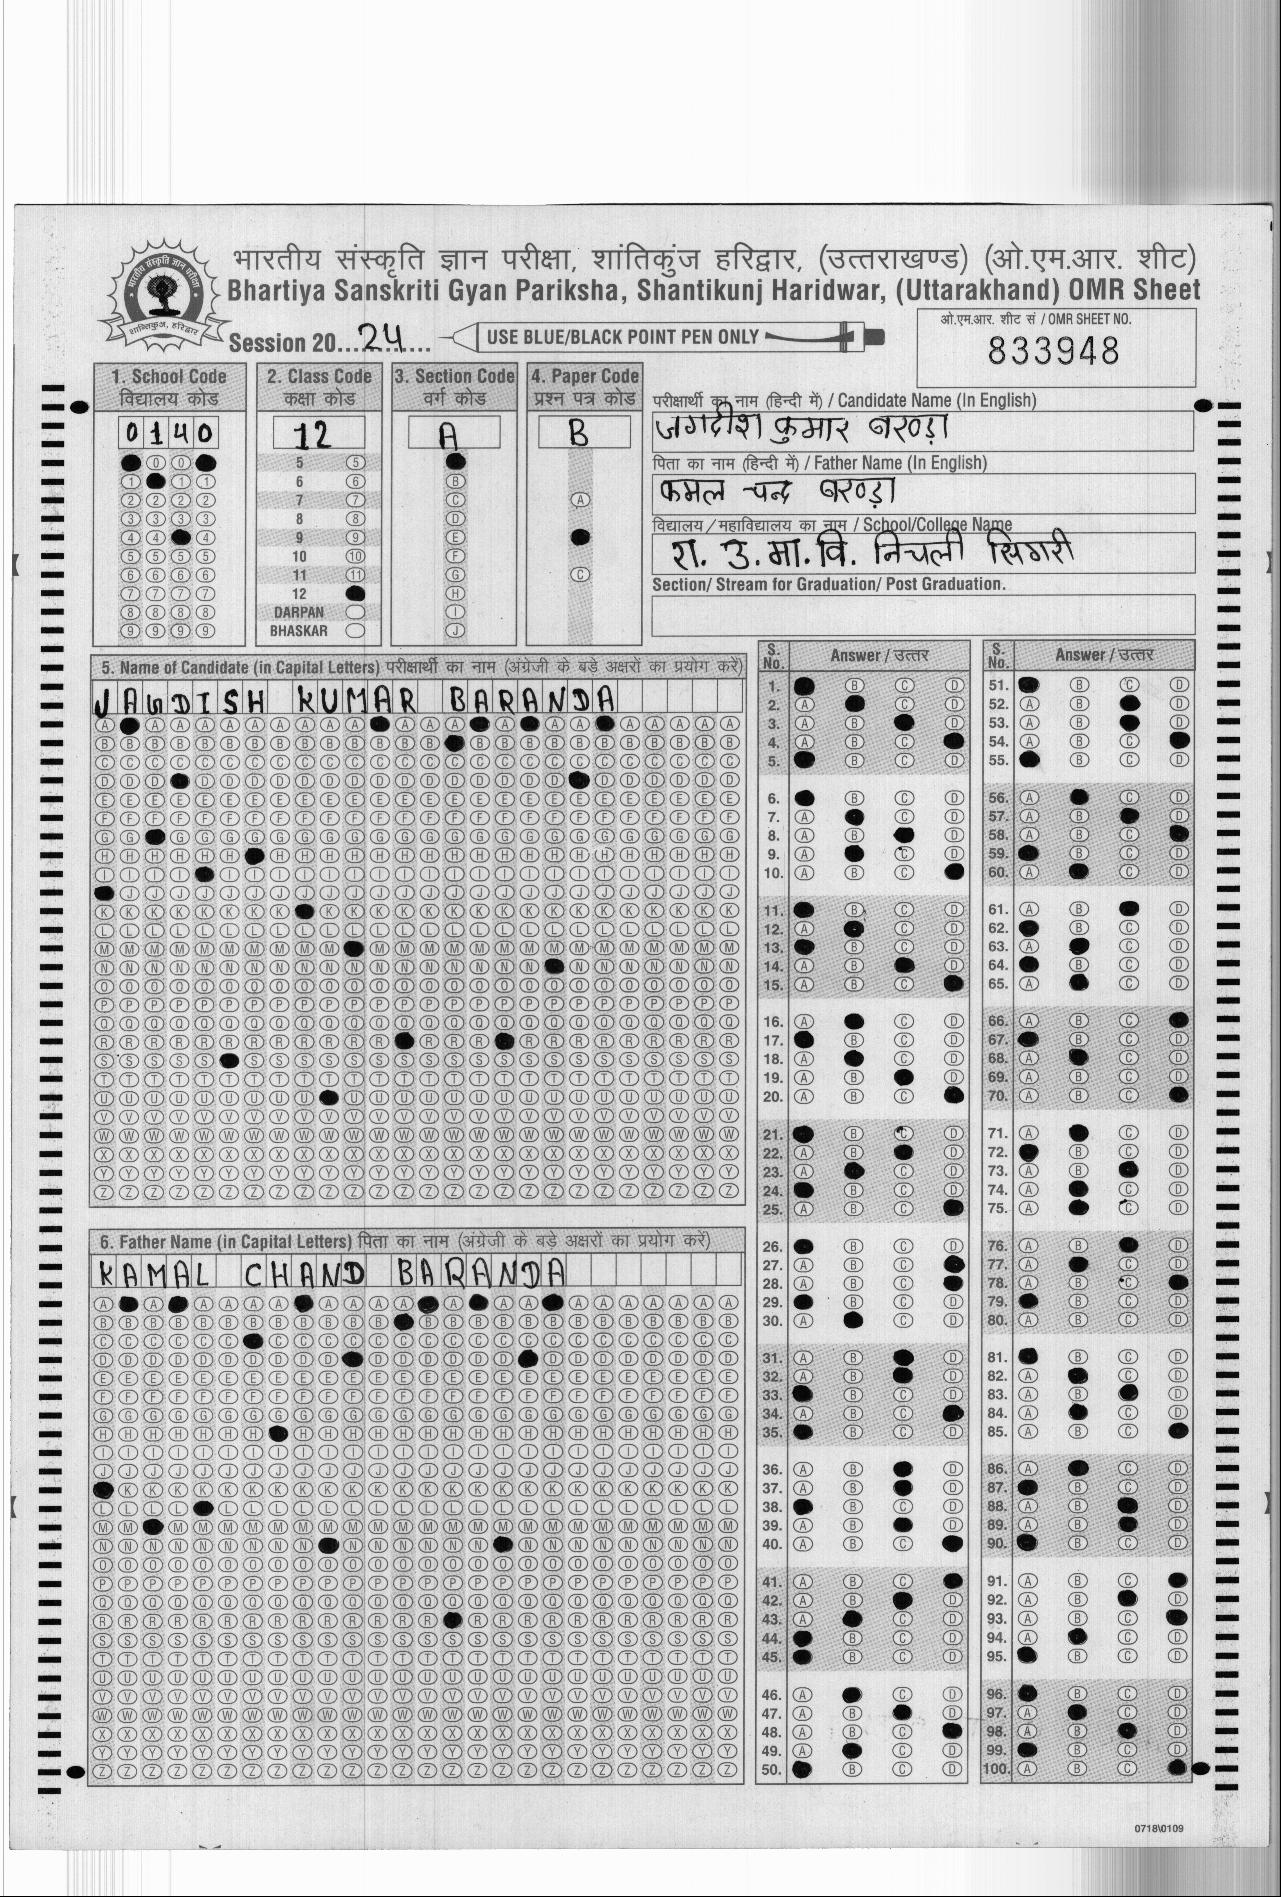 भारतीय संस्कृति ज्ञान परीक्षा, शांतिकुंज हरिद्वार, (उत्तराखण्ड) (ओ.एम.आर. शीट)
Bhartiya Sanskriti Gyan Pariksha, Shantikunj Haridwar, (Uttarakhand) OMR Sheet
Session 20....24....... USE BLUE/BLACK POINT PEN ONLY
ओ.एम.आर. शीट सं / OMR SHEET NO.
833948
1. School Code
विद्यालय कोड
0140
2. Class Code
कक्षा कोड
12
5
6
7
8
9
10
11
12
DARPAN
BHASKAR
3. Section Code
वर्ग कोड
A
4. Paper Code
प्रश्न पत्र कोड
B
परीक्षार्थी का नाम (हिन्दी में) / Candidate Name (In English)
जगदीश कुमार बरण्डा
पिता का नाम (हिन्दी में) / Father Name (In English)
कमल चन्द्र बरण्डा
विद्यालय/महाविद्यालय का नाम / School/College Name
रा. उ. मा. वि. निचली सिगरी
Section/ Stream for Graduation/ Post Graduation.
5. Name of Candidate (in Capital Letters) परीक्षार्थी का नाम (अंग्रेजी के बड़े अक्षरों का प्रयोग करें)
JAGDISH KUMAR BARANDA
6. Father Name (in Capital Letters) पिता का नाम (अंग्रेजी के बड़े अक्षरों का प्रयोग करें)
KAMAL CHAND BARANDA
S. No. Answer / उत्तर
S. No. Answer / उत्तर
0718\0109